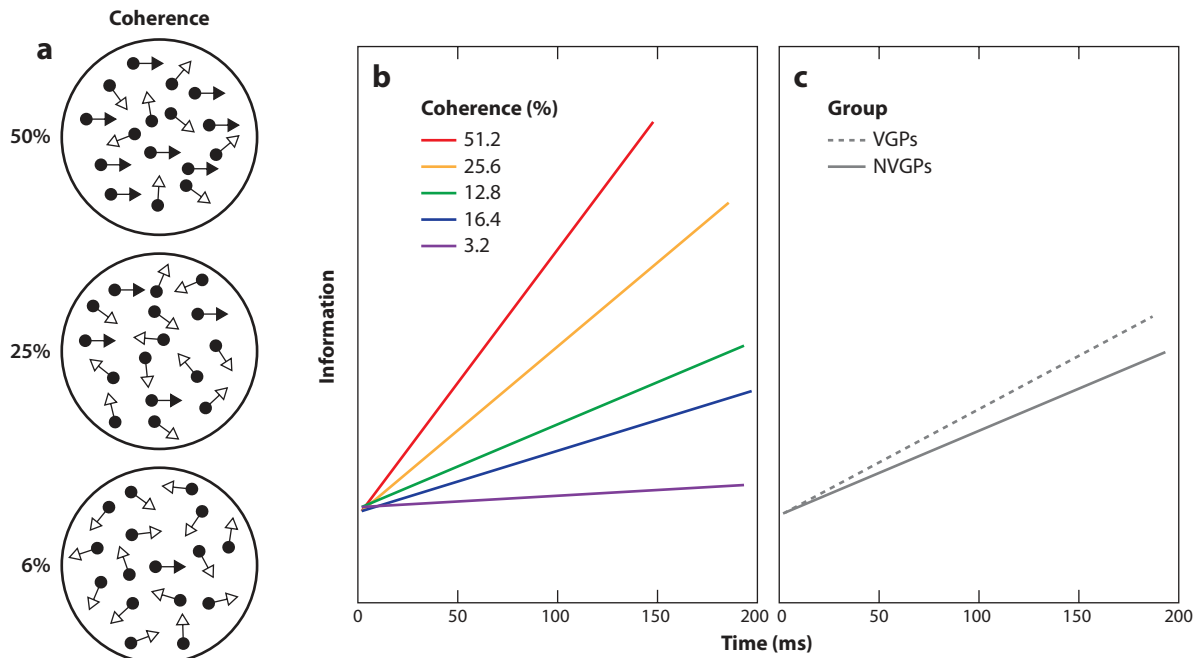 Coherence
a
50%
25%
6%
b
Coherence (%)
51.2
25.6
12.8
16.4
3.2
Information
0
50
100
150
200
c
Group
VGPs
NVGPs
0
50
100
150
200
Time (ms)